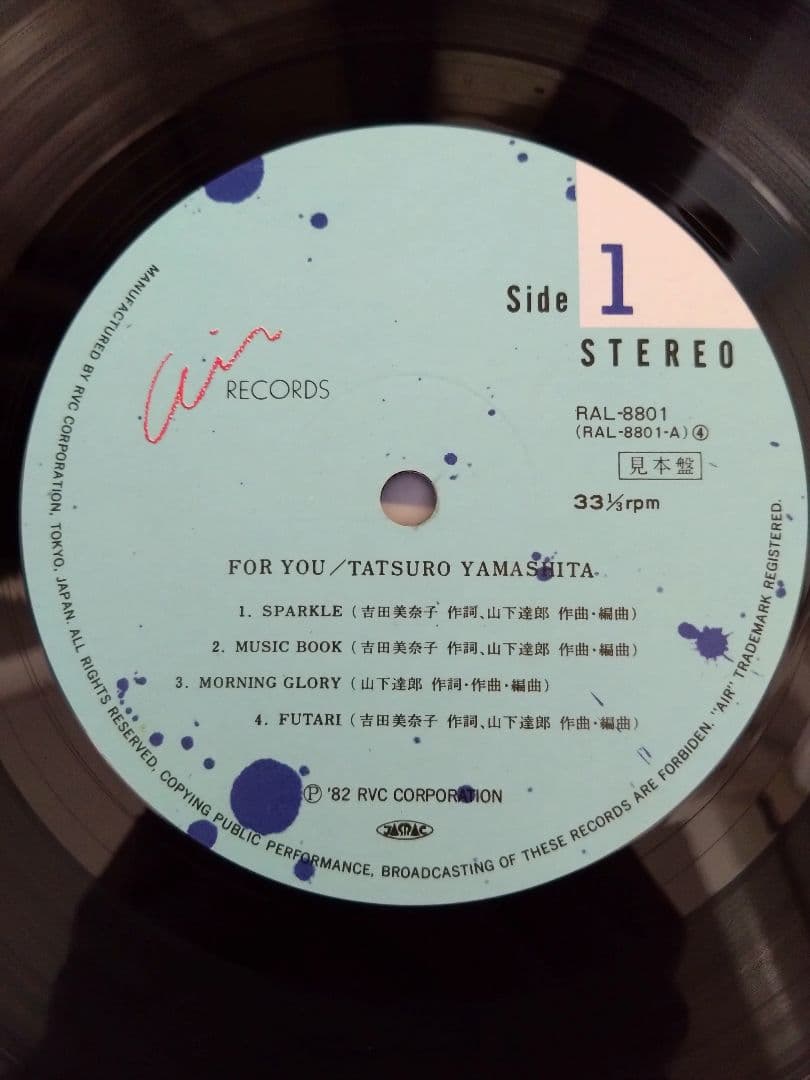 Side 1
STEREO
air RECORDS
RAL-8801
(RAL-8801-A)④
見本盤
33⅓rpm
FOR YOU／TATSURO YAMASHITA
1. SPARKLE（吉田美奈子 作詞、山下達郎 作曲・編曲）
2. MUSIC BOOK（吉田美奈子 作詞、山下達郎 作曲・編曲）
3. MORNING GLORY（山下達郎 作詞・作曲・編曲）
4. FUTARI（吉田美奈子 作詞、山下達郎 作曲・編曲）
Ⓟ '82 RVC CORPORATION
JASRAC
MANUFACTURED BY RVC CORPORATION, TOKYO, JAPAN. ALL RIGHTS RESERVED, COPYING PUBLIC PERFORMANCE, BROADCASTING OF THESE RECORDS ARE FORBIDEN. "AIR" TRADEMARK REGISTERED.